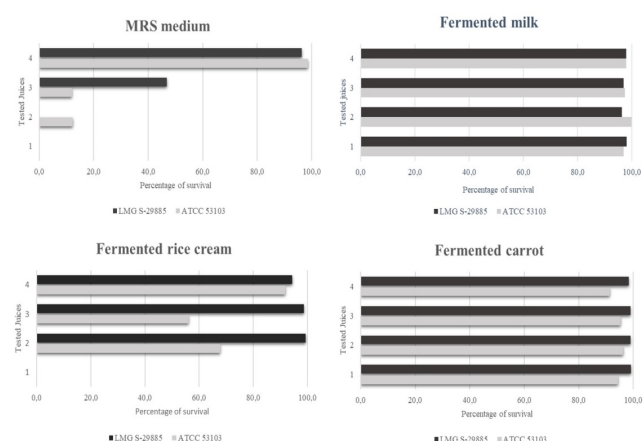 MRS medium
Tested Juices
4
3
2
1
0,0 20,0 40,0 60,0 80,0 100,0
Percentage of survival
■ LMG S-29885 ■ ATCC 53103
Fermented milk
Tested juices
4
3
2
1
0,0 20,0 40,0 60,0 80,0 100,0
Percentage of survival
■ LMG S-29885 ■ ATCC 53103
Fermented rice cream
Tested Juices
4
3
2
1
0,0 20,0 40,0 60,0 80,0 100,0
Percentage of survival
■ LMG S-29885 ■ ATCC 53103
Fermented carrot
Tested Juices
4
3
2
1
0,0 20,0 40,0 60,0 80,0 100,0
Percentage of survival
■ LMG S-29885 ■ ATCC 53103